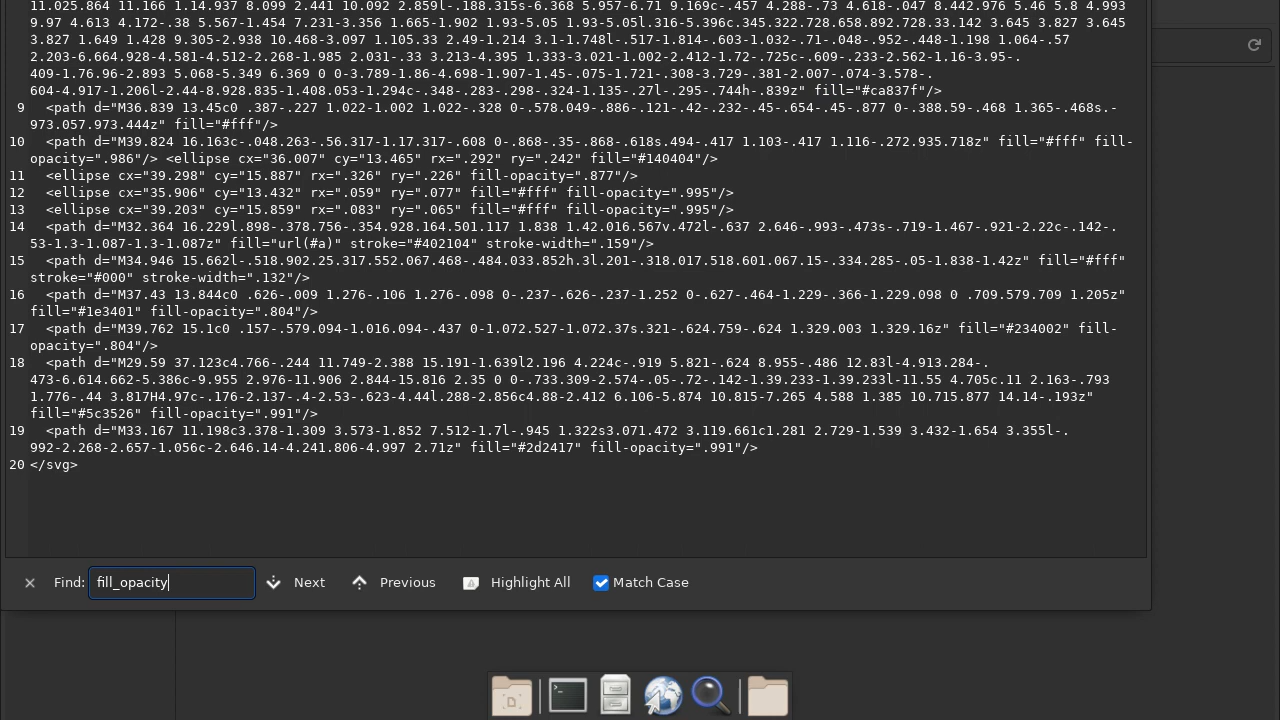 11.025.864 11.166 1.14.937 8.099 2.441 10.092 2.859l-.188.315s-6.368 5.957-6.71 9.169c-.457 4.288-.73 4.618-.047 8.442.976 5.46 5.8 4.993
9.97 4.613 4.172-.38 5.567-1.454 7.231-3.356 1.665-1.902 1.93-5.05 1.93-5.05l.316-5.396c.345.322.728.658.892.728.33.142 3.645 3.827 3.645
3.827 1.649 1.428 9.305-2.938 10.468-3.097 1.105.33 2.49-1.214 3.1-1.748l-.517-1.814-.603-1.032-.71-.048-.952-.448-1.198 1.064-.57
2.203-6.664.928-4.581-4.512-2.268-1.985 2.031-.33 3.213-4.395 1.333-3.021-1.002-2.412-1.72-.725c-.609-.233-2.562-1.16-3.95-.
409-1.76.96-2.893 5.068-5.349 6.369 0 0-3.789-1.86-4.698-1.907-1.45-.075-1.721-.308-3.729-.381-2.007-.074-3.578-.
604-4.917-1.206l-2.44-8.928.835-1.408.053-1.294c-.348-.283-.298-.324-1.135-.27l-.295-.744h-.839z" fill="#ca837f"/>
9 <path d="M36.839 13.45c0 .387-.227 1.022-1.002 1.022-.328 0-.578.049-.886-.121-.42-.232-.45-.654-.45-.877 0-.388.59-.468 1.365-.468s.-
973.057.973.444z" fill="#fff"/>
10 <path d="M39.824 16.163c-.048.263-.56.317-1.17.317-.608 0-.868-.35-.868-.618s.494-.417 1.103-.417 1.116-.272.935.718z" fill="#fff" fill-
opacity=".986"/> <ellipse cx="36.007" cy="13.465" rx=".292" ry=".242" fill="#140404"/>
11 <ellipse cx="39.298" cy="15.887" rx=".326" ry=".226" fill-opacity=".877"/>
12 <ellipse cx="35.906" cy="13.432" rx=".059" ry=".077" fill="#fff" fill-opacity=".995"/>
13 <ellipse cx="39.203" cy="15.859" rx=".083" ry=".065" fill="#fff" fill-opacity=".995"/>
14 <path d="M32.364 16.229l.898-.378.756-.354.928.164.501.117 1.838 1.42.016.567v.472l-.637 2.646-.993-.473s-.719-1.467-.921-2.22c-.142-.
53-1.3-1.087-1.3-1.087z" fill="url(#a)" stroke="#402104" stroke-width=".159"/>
15 <path d="M34.946 15.662l-.518.902.25.317.552.067.468-.484.033.852h.3l.201-.318.017.518.601.067.15-.334.285-.05-1.838-1.42z" fill="#fff"
stroke="#000" stroke-width=".132"/>
16 <path d="M37.43 13.844c0 .626-.009 1.276-.106 1.276-.098 0-.237-.626-.237-1.252 0-.627-.464-1.229-.366-1.229.098 0 .709.579.709 1.205z"
fill="#1e3401" fill-opacity=".804"/>
17 <path d="M39.762 15.1c0 .157-.579.094-1.016.094-.437 0-1.072.527-1.072.37s.321-.624.759-.624 1.329.003 1.329.16z" fill="#234002" fill-
opacity=".804"/>
18 <path d="M29.59 37.123c4.766-.244 11.749-2.388 15.191-1.639l2.196 4.224c-.919 5.821-.624 8.955-.486 12.83l-4.913.284-.
473-6.614.662-5.386c-9.955 2.976-11.906 2.844-15.816 2.35 0 0-.733.309-2.574-.05-.72-.142-1.39.233-1.39.233l-11.55 4.705c.11 2.163-.793
1.776-.44 3.817H4.97c-.176-2.137-.4-2.53-.623-4.44l.288-2.856c4.88-2.412 6.106-5.874 10.815-7.265 4.588 1.385 10.715.877 14.14-.193z"
fill="#5c3526" fill-opacity=".991"/>
19 <path d="M33.167 11.198c3.378-1.309 3.573-1.852 7.512-1.7l-.945 1.322s3.071.472 3.119.661c1.281 2.729-1.539 3.432-1.654 3.355l-.
992-2.268-2.657-1.056c-2.646.14-4.241.806-4.997 2.71z" fill="#2d2417" fill-opacity=".991"/>
20 </svg>
Find: fill_opacity Next Previous Highlight All Match Case